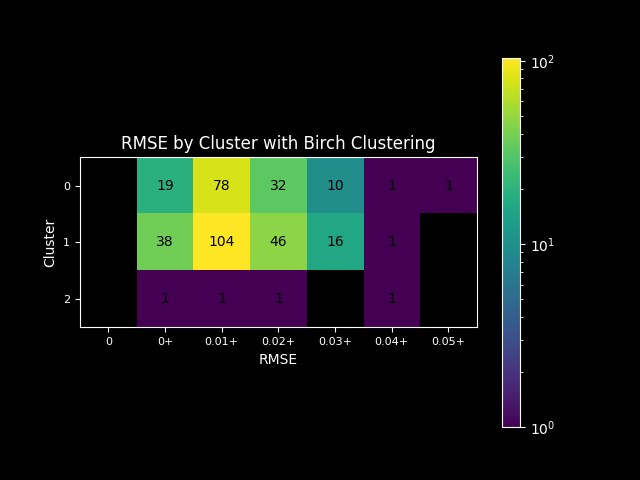 RMSE by Cluster with Birch Clustering
Cluster
0 19 78 32 10 1 1
1 38 104 46 16 1
2 1 1 1 1
0 0+ 0.01+ 0.02+ 0.03+ 0.04+ 0.05+
RMSE
10²
10¹
10⁰